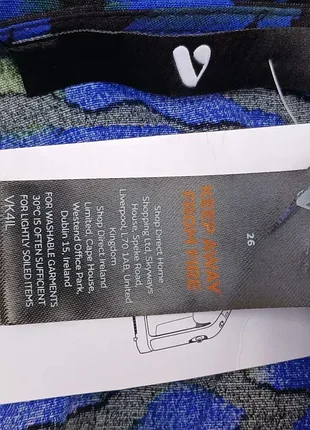 V
26
KEEP AWAY
FROM FIRE
Shop Direct Home
Shopping Ltd, Skyways
House, Speke Road,
Liverpool, L70 1AB, United
Kingdom
Shop Direct Ireland
Limited, Cape House,
Westend Office Park,
Dublin 15, Ireland
FOR WASHABLE GARMENTS
30°C IS OFTEN SUFFICIENT
FOR LIGHTLY SOILED ITEMS
VK4IL